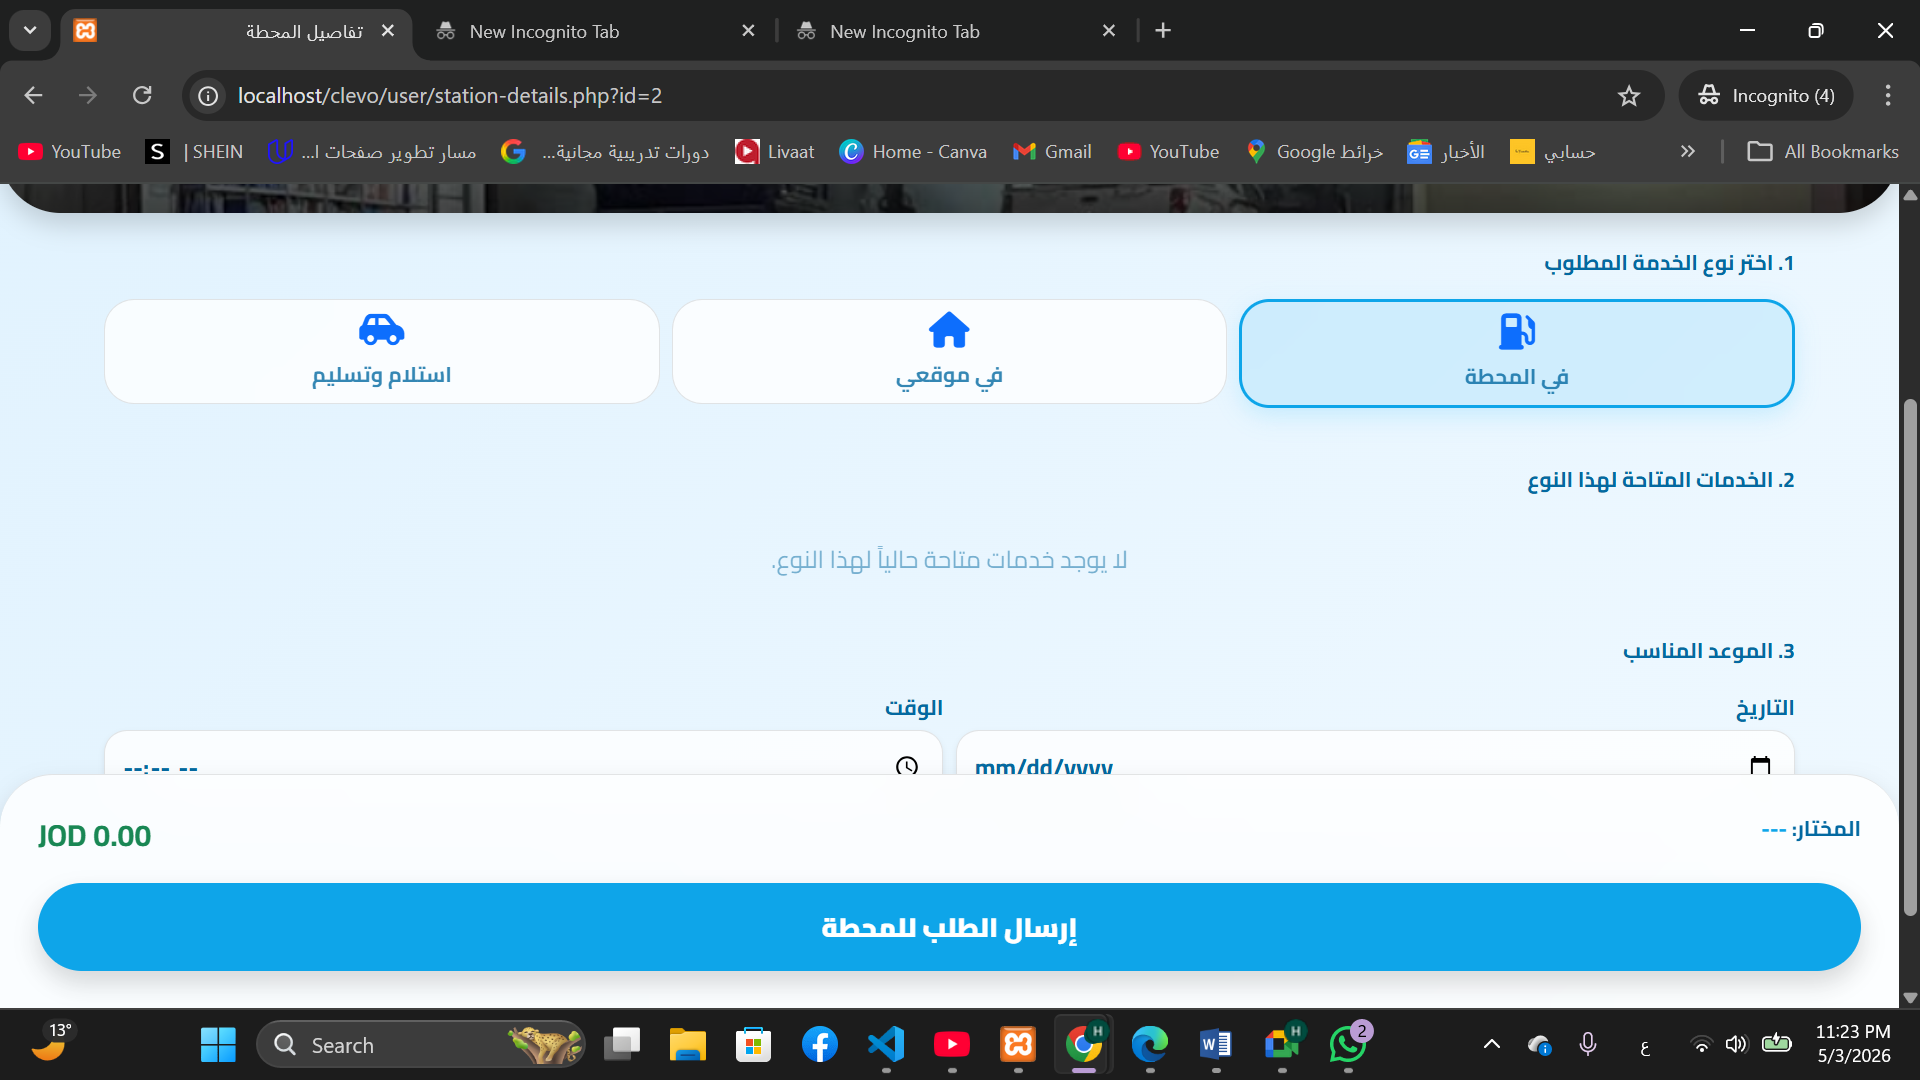 تفاصيل المحطة
New Incognito Tab
New Incognito Tab
localhost/clevo/user/station-details.php?id=2
Incognito (4)
YouTube
S
| SHEIN
مسار تطوير صفحات ا...
دورات تدريبية مجانية...
Livaat
Home - Canva
Gmail
YouTube
خرائط Google
الأخبار
حسابي
All Bookmarks
1. اختر نوع الخدمة المطلوب
في المحطة
في موقعي
استلام وتسليم
2. الخدمات المتاحة لهذا النوع
لا يوجد خدمات متاحة حالياً لهذا النوع.
3. الموعد المناسب
التاريخ
الوقت
mm/dd/yyyy
--:-- --
المختار: ---
JOD 0.00
إرسال الطلب للمحطة
13°
Search
H
H
2
ع
11:23 PM
5/3/2026